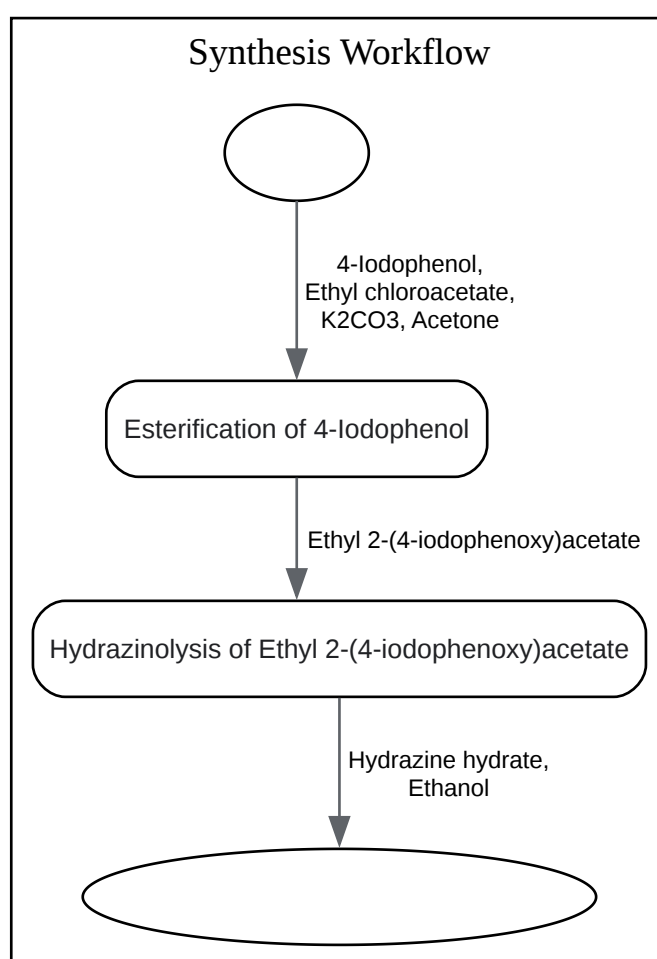 Synthesis Workflow
4-Iodophenol,
Ethyl chloroacetate,
K2CO3, Acetone
Esterification of 4-Iodophenol
Ethyl 2-(4-iodophenoxy)acetate
Hydrazinolysis of Ethyl 2-(4-iodophenoxy)acetate
Hydrazine hydrate,
Ethanol